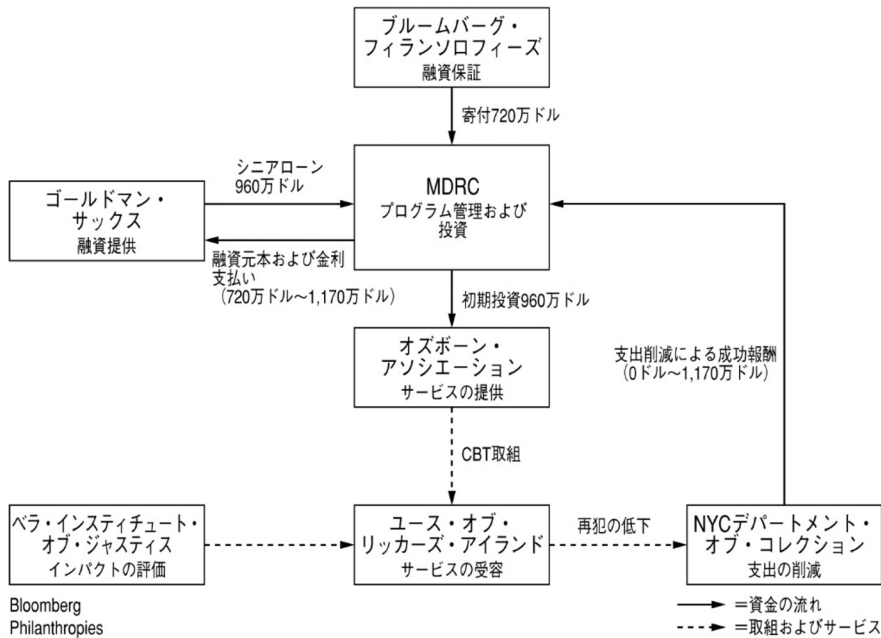 ブルームバーグ・
フィランソロフィーズ
融資保証
寄付720万ドル
シニアローン
960万ドル
ゴールドマン・
サックス
融資提供
MDRC
プログラム管理および
投資
融資元本および金利
支払い
（720万ドル〜1,170万ドル）
初期投資960万ドル
オズボーン・
アソシエーション
サービスの提供
支出削減による成功報酬
（0ドル〜1,170万ドル）
CBT取組
ベラ・インスティチュート・
オブ・ジャスティス
インパクトの評価
ユース・オブ・
リッカーズ・アイランド
サービスの受容
再犯の低下
NYCデパートメント・
オブ・コレクション
支出の削減
Bloomberg
Philanthropies
＝資金の流れ
＝取組およびサービス